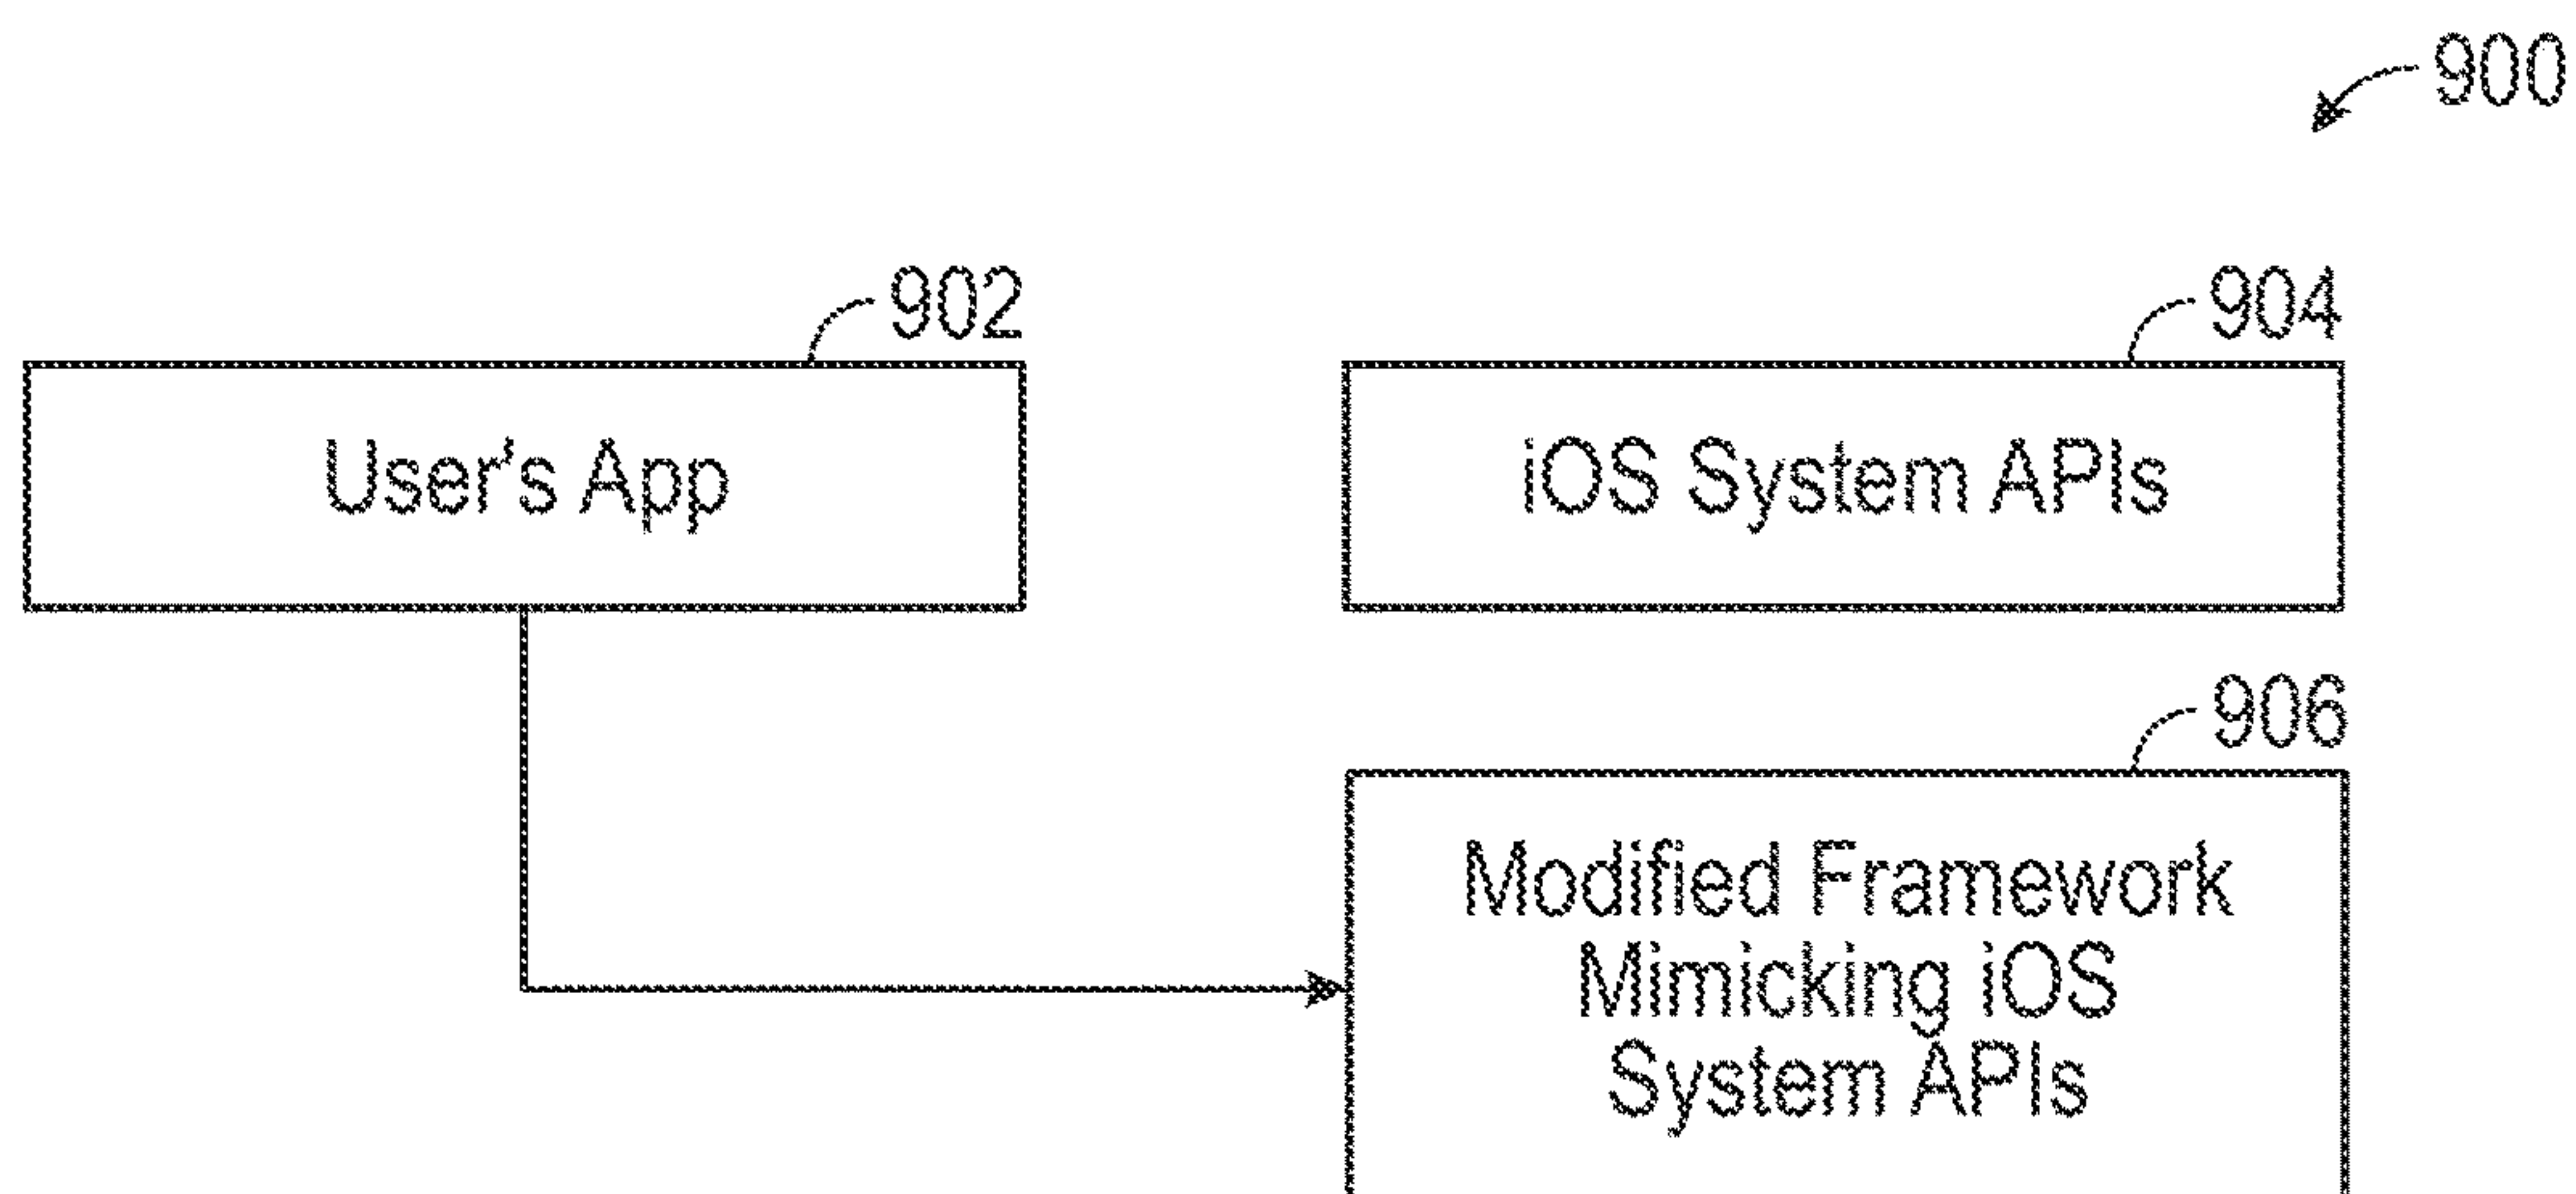 900
902
904
User's App
iOS System APIs
906
Modified Framework
Mimicking iOS
System APIs